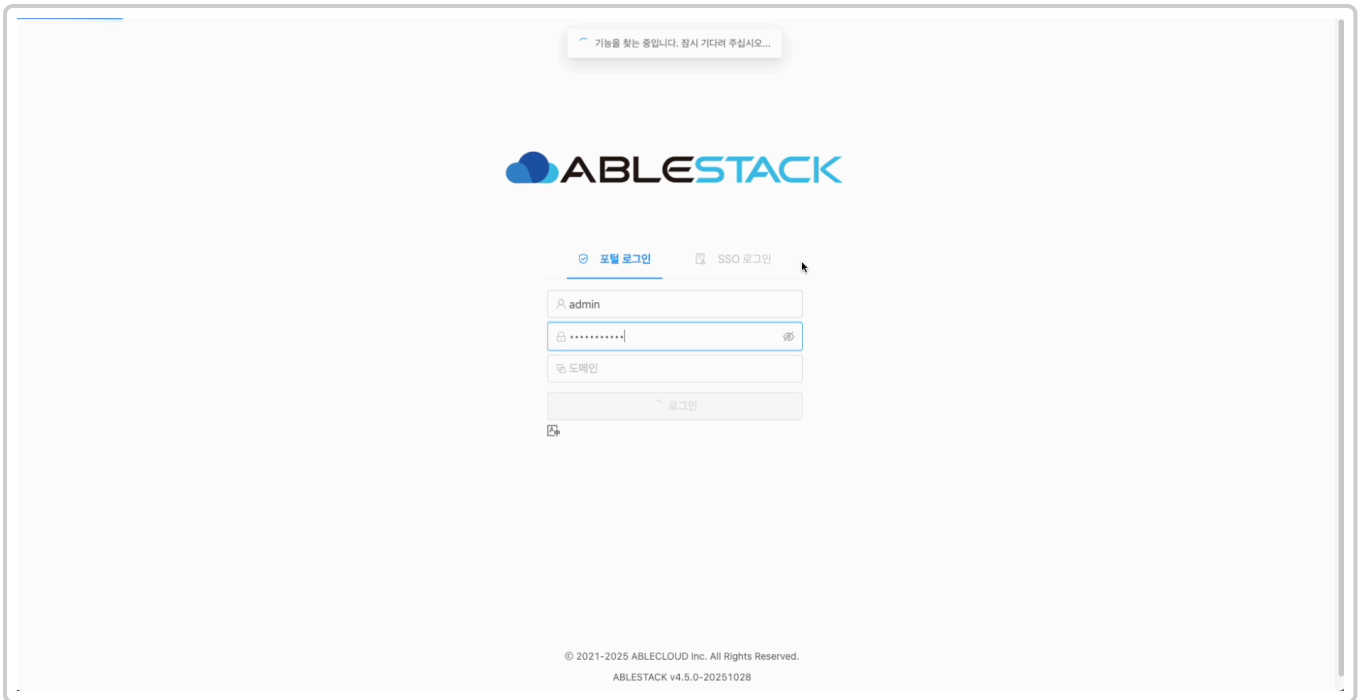 기능을 찾는 중입니다. 잠시 기다려 주십시오...
ABLESTACK
포털 로그인
SSO 로그인
admin
•••••••••••
도메인
로그인
© 2021-2025 ABLECLOUD Inc. All Rights Reserved.
ABLESTACK v4.5.0-20251028